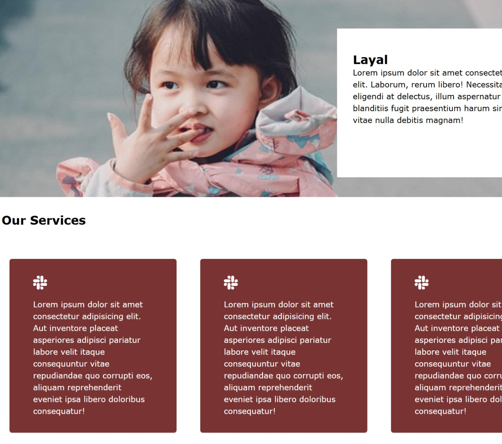 Layal
Lorem ipsum dolor sit amet consectet
elit. Laborum, rerum libero! Necessita
eligendi at delectus, illum aspernatur
blanditiis fugit praesentium harum sin
vitae nulla debitis magnam!
Our Services
Lorem ipsum dolor sit amet
consectetur adipisicing elit.
Aut inventore placeat
asperiores adipisci pariatur
labore velit itaque
consequuntur vitae
repudiandae quo corrupti eos,
aliquam reprehenderit
eveniet ipsa libero doloribus
consequatur!
Lorem ipsum dolor sit amet
consectetur adipisicing elit.
Aut inventore placeat
asperiores adipisci pariatur
labore velit itaque
consequuntur vitae
repudiandae quo corrupti eos,
aliquam reprehenderit
eveniet ipsa libero doloribus
consequatur!
Lorem ipsum dolor sit
consectetur adipisicing
Aut inventore placeat
asperiores adipisci par
labore velit itaque
consequuntur vitae
repudiandae quo corru
aliquam reprehenderit
eveniet ipsa libero dol
consequatur!